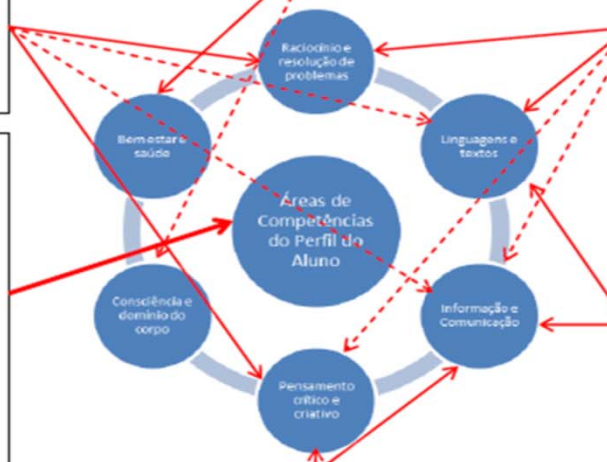 Raciocínio e
resolução de
problemas
Bem estar e
saúde
Linguagens e
textos
Áreas de
Competências
do Perfil do
Aluno
Consciência e
domínio do
corpo
Informação e
Comunicação
Pensamento
crítico e
criativo